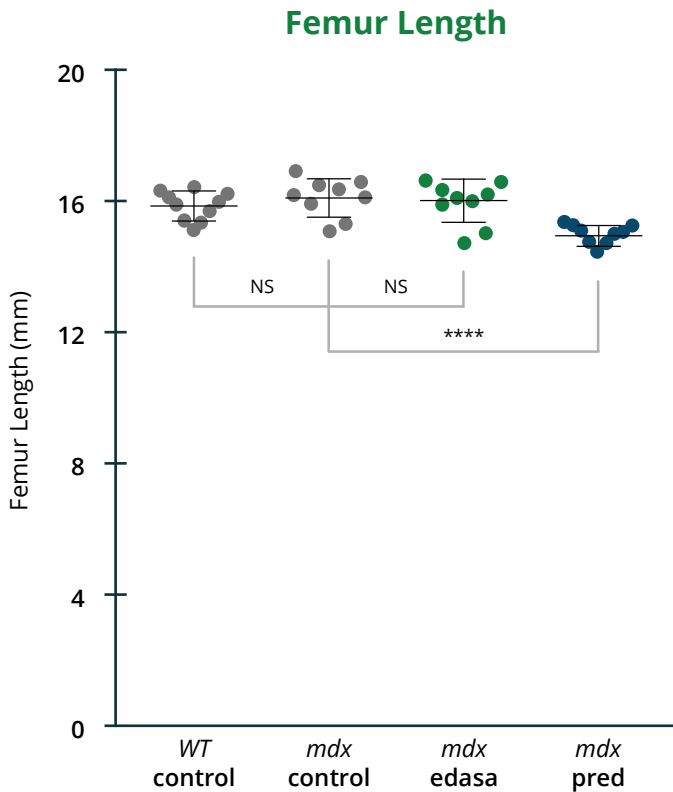 Femur Length
Femur Length (mm)
20
16
12
8
4
0
NS NS
****
WT mdx mdx mdx
control control edasa pred